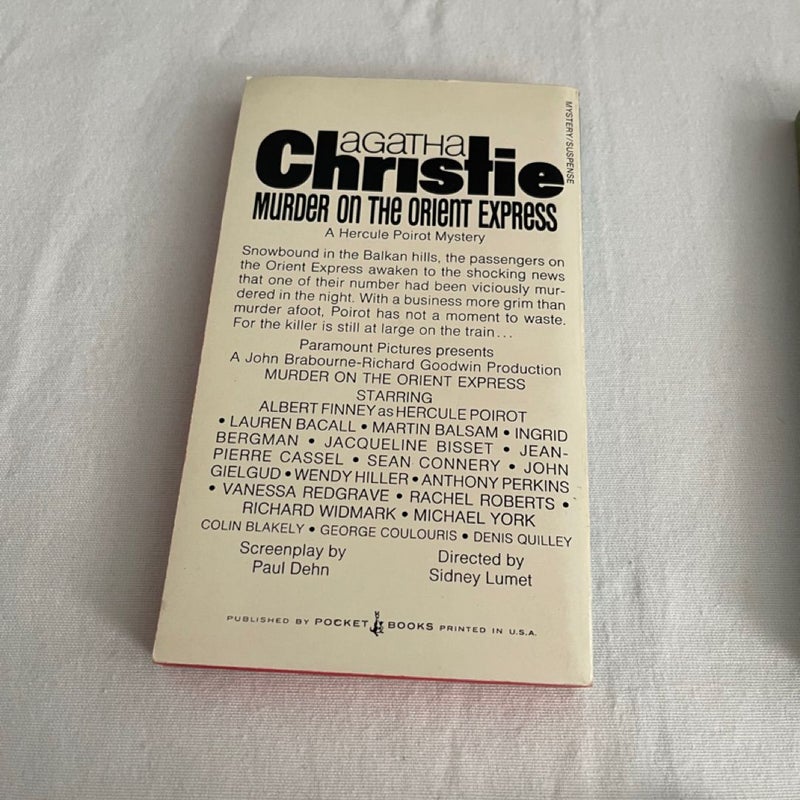 MYSTERY/SUSPENSE
AGATHA
Christie
MURDER ON THE ORIENT EXPRESS
A Hercule Poirot Mystery
Snowbound in the Balkan hills, the passengers on
the Orient Express awaken to the shocking news
that one of their number had been viciously mur-
dered in the night. With a business more grim than
murder afoot, Poirot has not a moment to waste.
For the killer is still at large on the train...
Paramount Pictures presents
A John Brabourne-Richard Goodwin Production
MURDER ON THE ORIENT EXPRESS
STARRING
ALBERT FINNEY as HERCULE POIROT
• LAUREN BACALL • MARTIN BALSAM • INGRID
BERGMAN • JACQUELINE BISSET • JEAN-
PIERRE CASSEL • SEAN CONNERY • JOHN
GIELGUD • WENDY HILLER • ANTHONY PERKINS
• VANESSA REDGRAVE • RACHEL ROBERTS •
RICHARD WIDMARK • MICHAEL YORK
COLIN BLAKELY • GEORGE COULOURIS • DENIS QUILLEY
Screenplay by
Paul Dehn
Directed by
Sidney Lumet
PUBLISHED BY POCKET BOOKS PRINTED IN U.S.A.